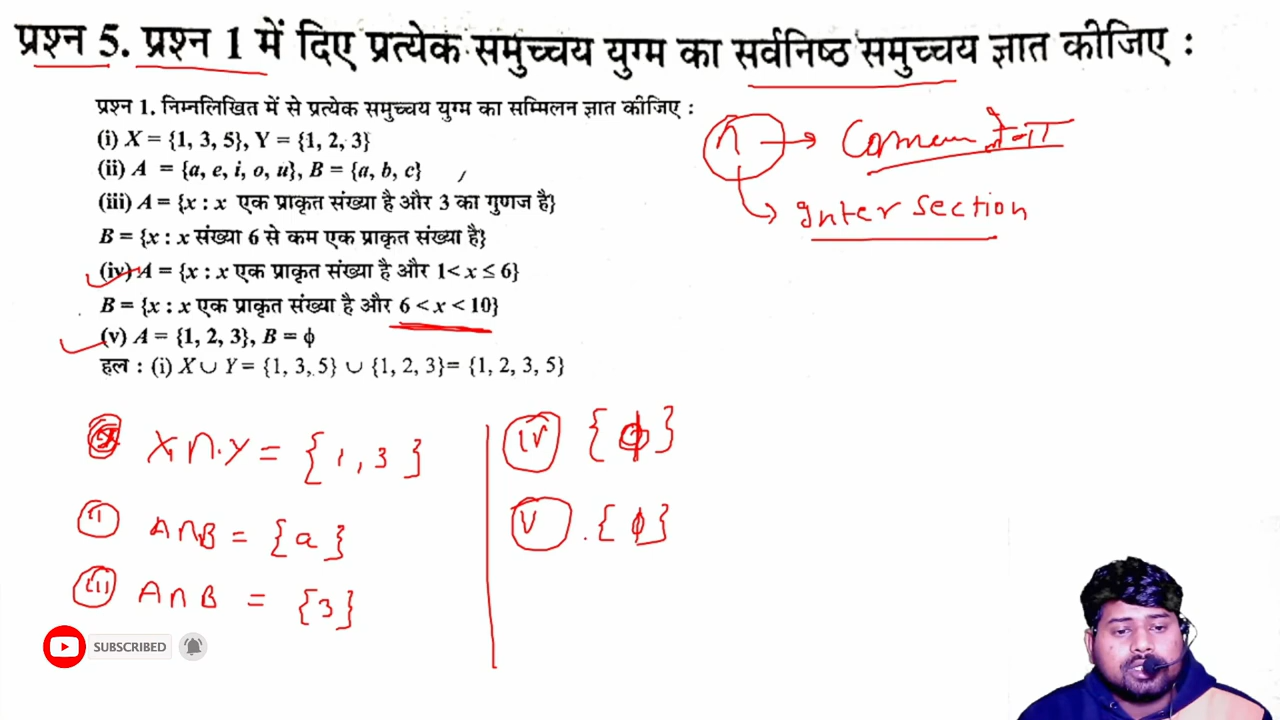 प्रश्न 5. प्रश्न 1 में दिए प्रत्येक समुच्चय युग्म का सर्वनिष्ठ समुच्चय ज्ञात कीजिए :
प्रश्न 1. निम्नलिखित में से प्रत्येक समुच्चय युग्म का सम्मिलन ज्ञात कीजिए :
(i) X = {1, 3, 5}, Y = {1, 2, 3}
(ii) A = {a, e, i, o, u}, B = {a, b, c}
(iii) A = {x : x एक प्राकृत संख्या है और 3 का गुणज है}
B = {x : x संख्या 6 से कम एक प्राकृत संख्या है}
(iv) A = {x : x एक प्राकृत संख्या है और 1 < x ≤ 6}
B = {x : x एक प्राकृत संख्या है और 6 < x < 10}
(v) A = {1, 2, 3}, B = ϕ
हल : (i) X ∪ Y = {1, 3, 5} ∪ {1, 2, 3} = {1, 2, 3, 5}
∩ →
Inter section
X ∩ Y = {1, 3}
(ii) A ∩ B = {a}
(iii) A ∩ B = {3}
(iv) {ϕ}
(v) {ϕ}
SUBSCRIBED